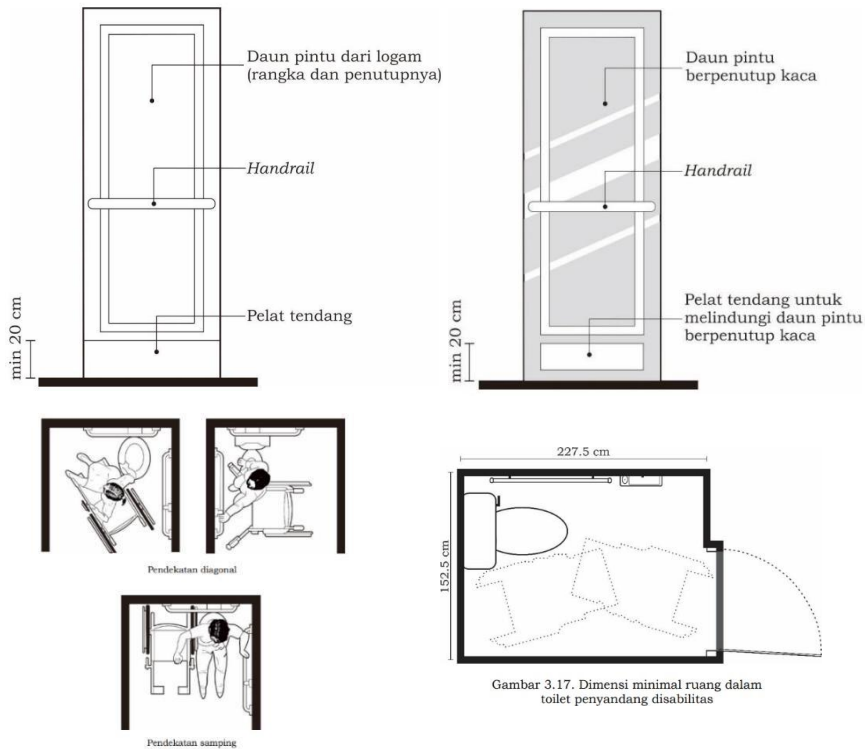 Daun pintu dari logam
(rangka dan penutupnya)
Handrail
Pelat tendang
min 20 cm
Daun pintu
berpenutup kaca
Handrail
Pelat tendang untuk
melindungi daun pintu
berpenutup kaca
min 20 cm
Pendekatan diagonal
Pendekatan samping
227.5 cm
152.5 cm
Gambar 3.17. Dimensi minimal ruang dalam
toilet penyandang disabilitas